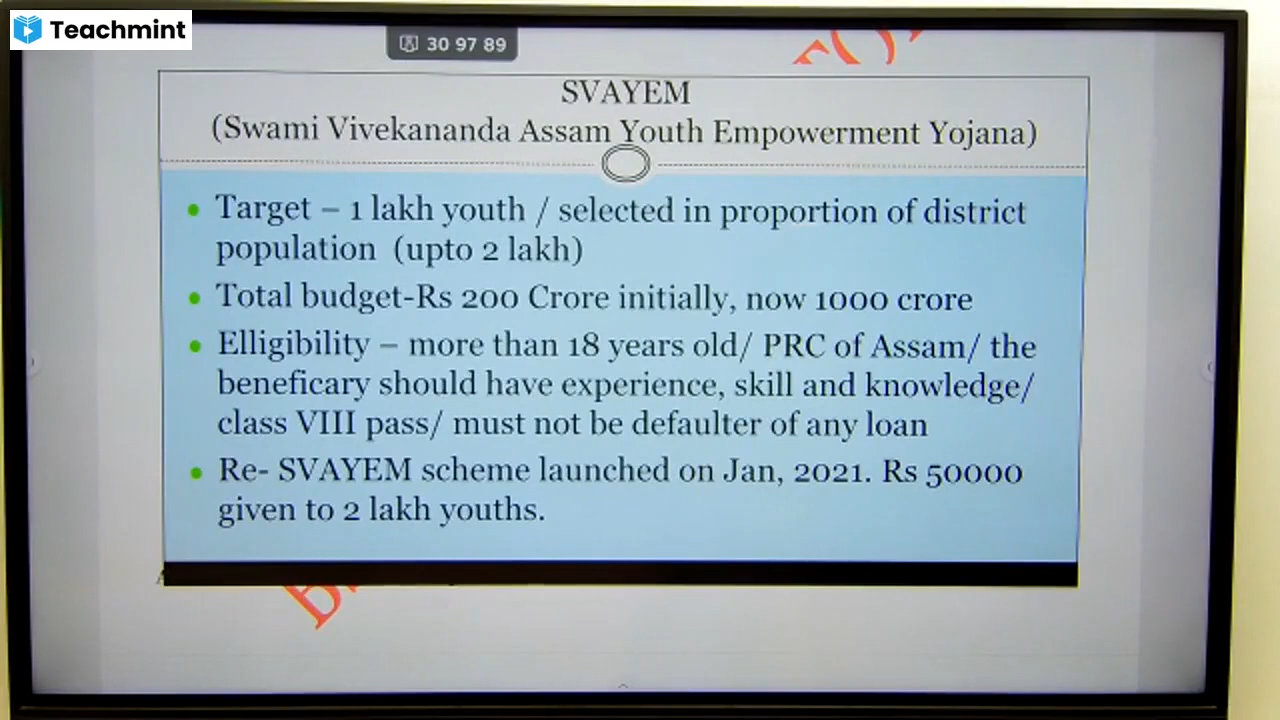 Teachmint
30 97 89
SVAYEM
(Swami Vivekananda Assam Youth Empowerment Yojana)
• Target – 1 lakh youth / selected in proportion of district
population (upto 2 lakh)
• Total budget-Rs 200 Crore initially, now 1000 crore
• Elligibility – more than 18 years old/ PRC of Assam/ the
beneficary should have experience, skill and knowledge/
class VIII pass/ must not be defaulter of any loan
• Re- SVAYEM scheme launched on Jan, 2021. Rs 50000
given to 2 lakh youths.